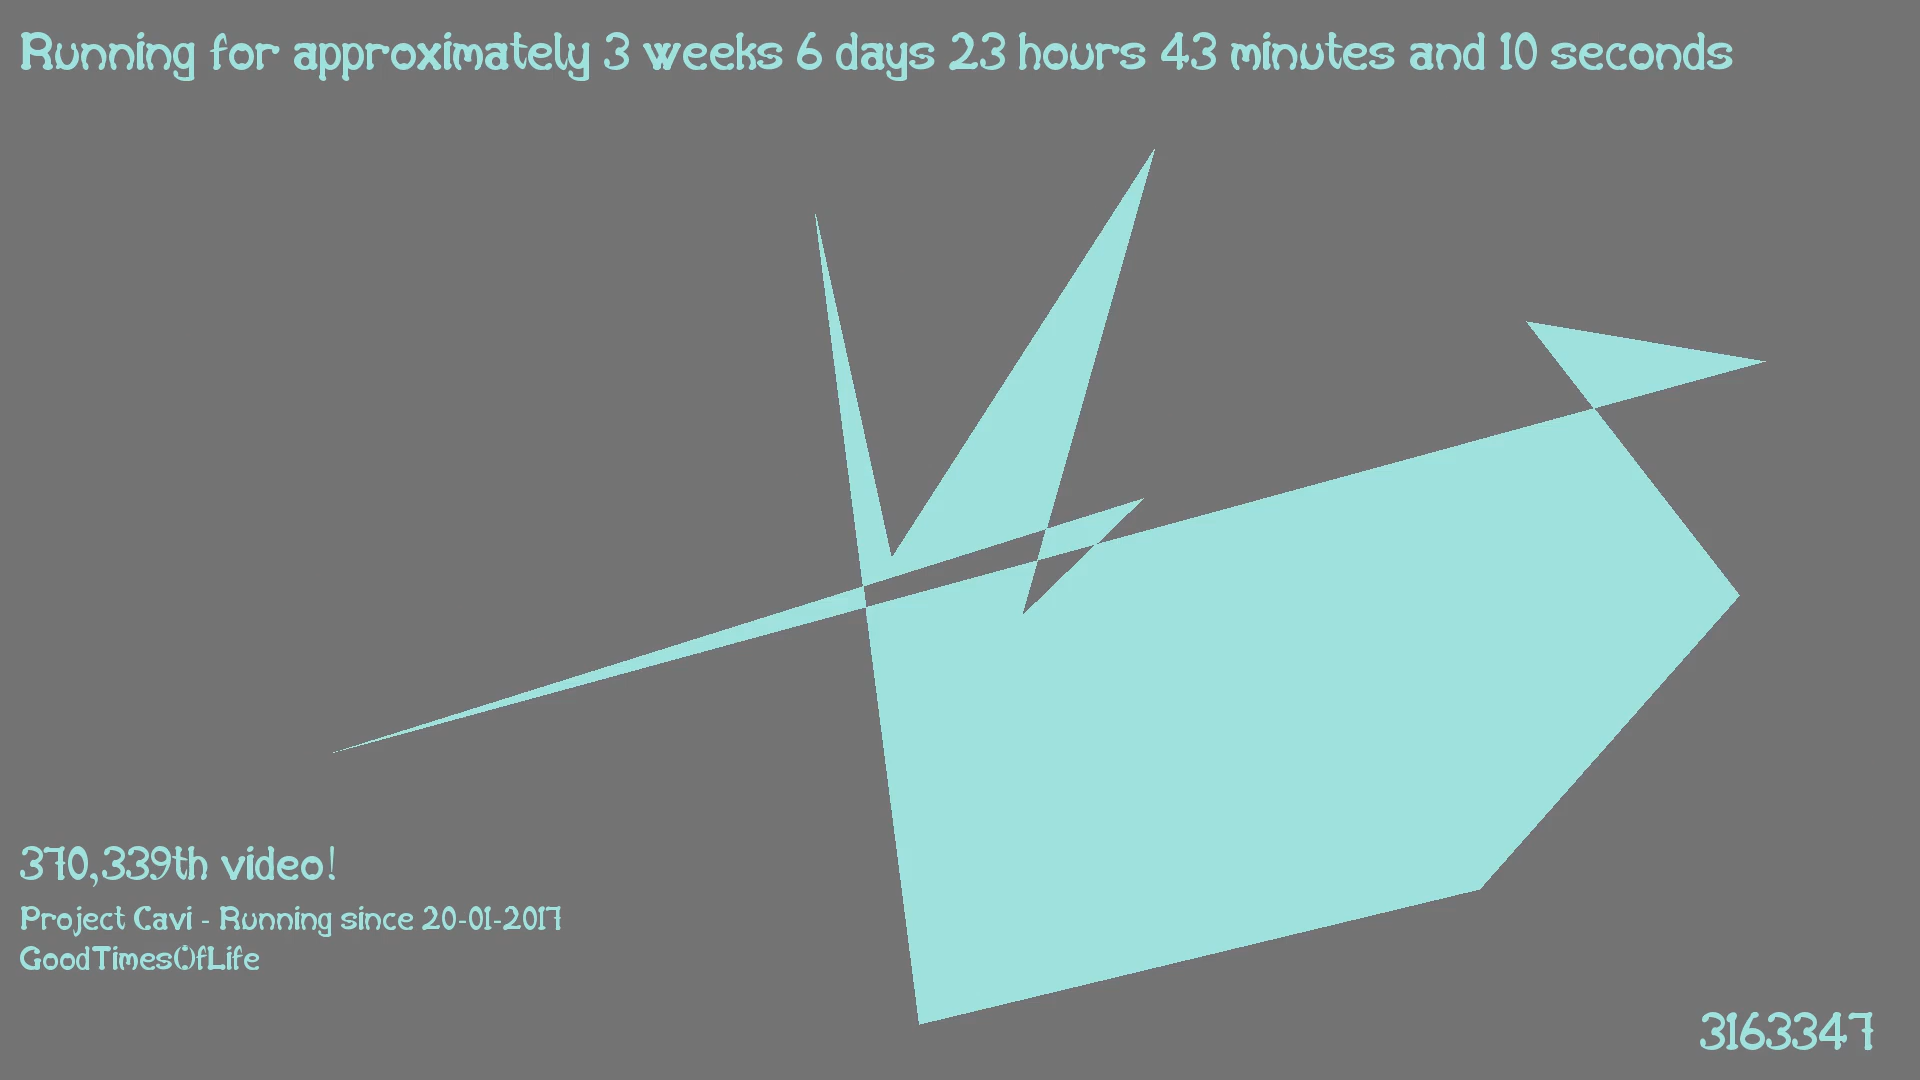 Running for approximately 3 weeks 6 days 23 hours 43 minutes and 10 seconds
370,339th video!
Project Cavi - Running since 20-01-2017
GoodTimesOfLife
3163347